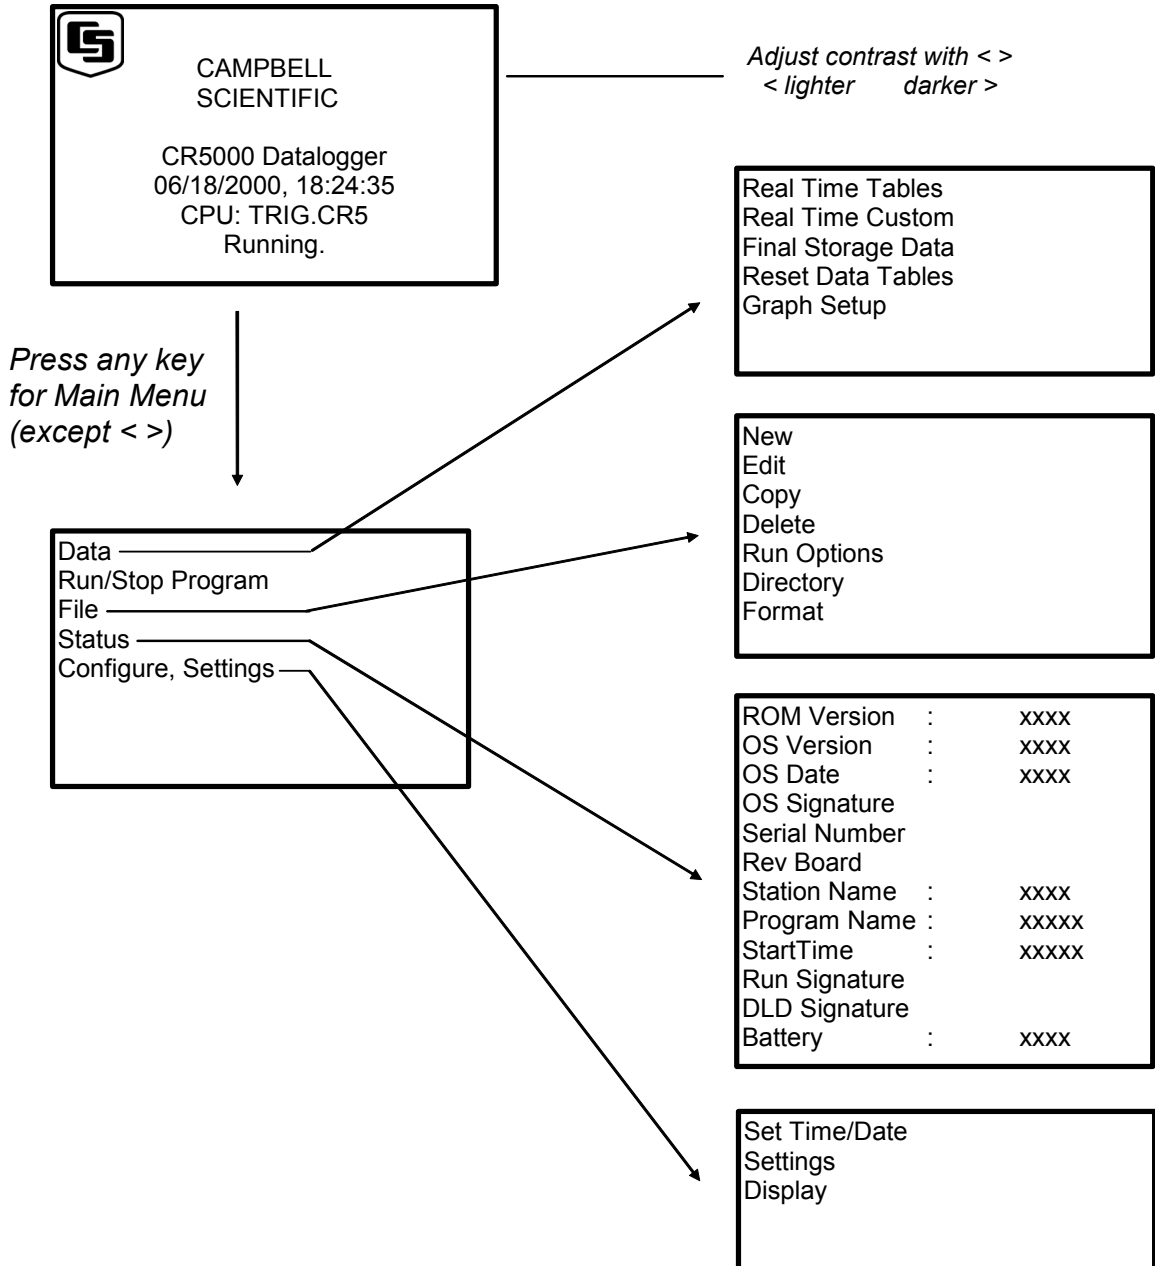 CAMPBELL
SCIENTIFIC
CR5000 Datalogger
06/18/2000, 18:24:35
CPU: TRIG.CR5
Running.
Adjust contrast with < >
< lighter darker >
Press any key
for Main Menu
(except < >)
Data
Run/Stop Program
File
Status
Configure, Settings
Real Time Tables
Real Time Custom
Final Storage Data
Reset Data Tables
Graph Setup
New
Edit
Copy
Delete
Run Options
Directory
Format
ROM Version : xxxx
OS Version : xxxx
OS Date : xxxx
OS Signature
Serial Number
Rev Board
Station Name : xxxx
Program Name : xxxxx
StartTime : xxxxx
Run Signature
DLD Signature
Battery : xxxx
Set Time/Date
Settings
Display